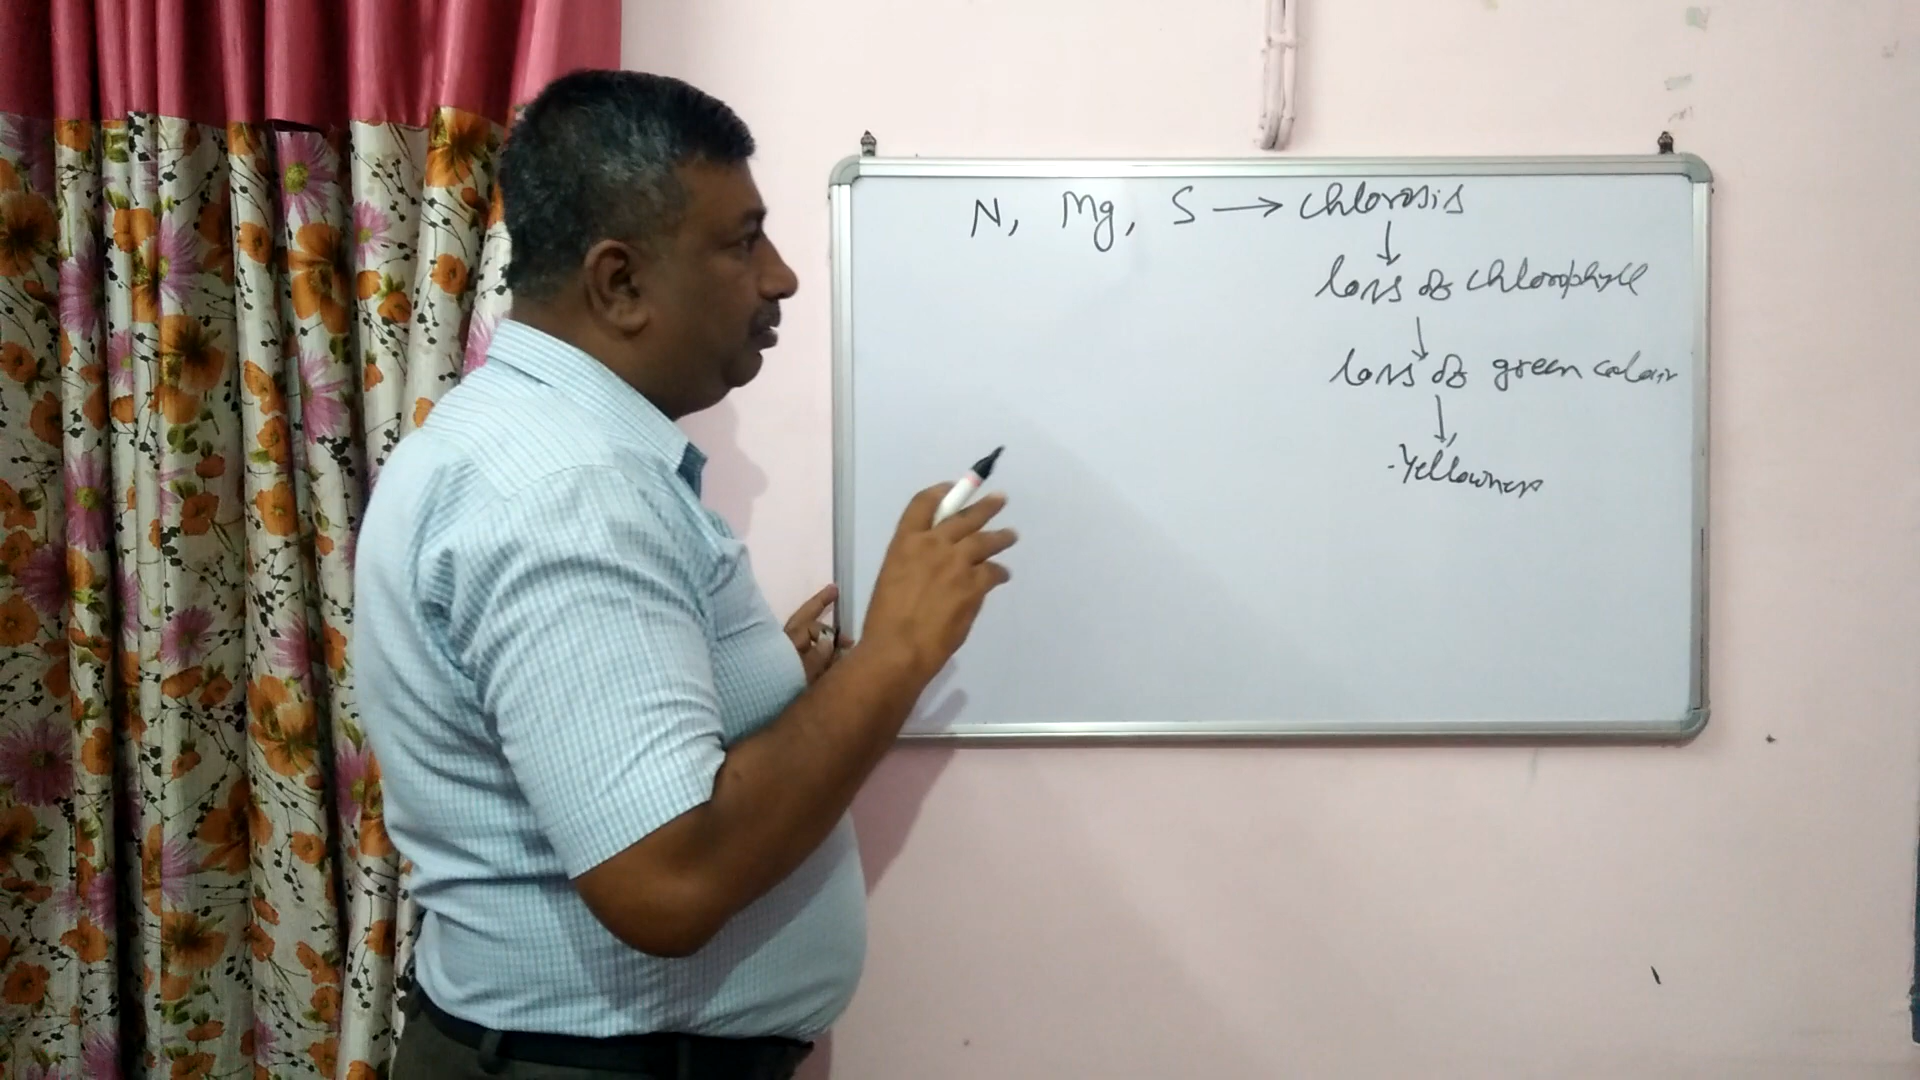 N, Mg, S → chlorosis
↓
loss of chlorophyll
↓
loss of green colour
↓
Yellowness